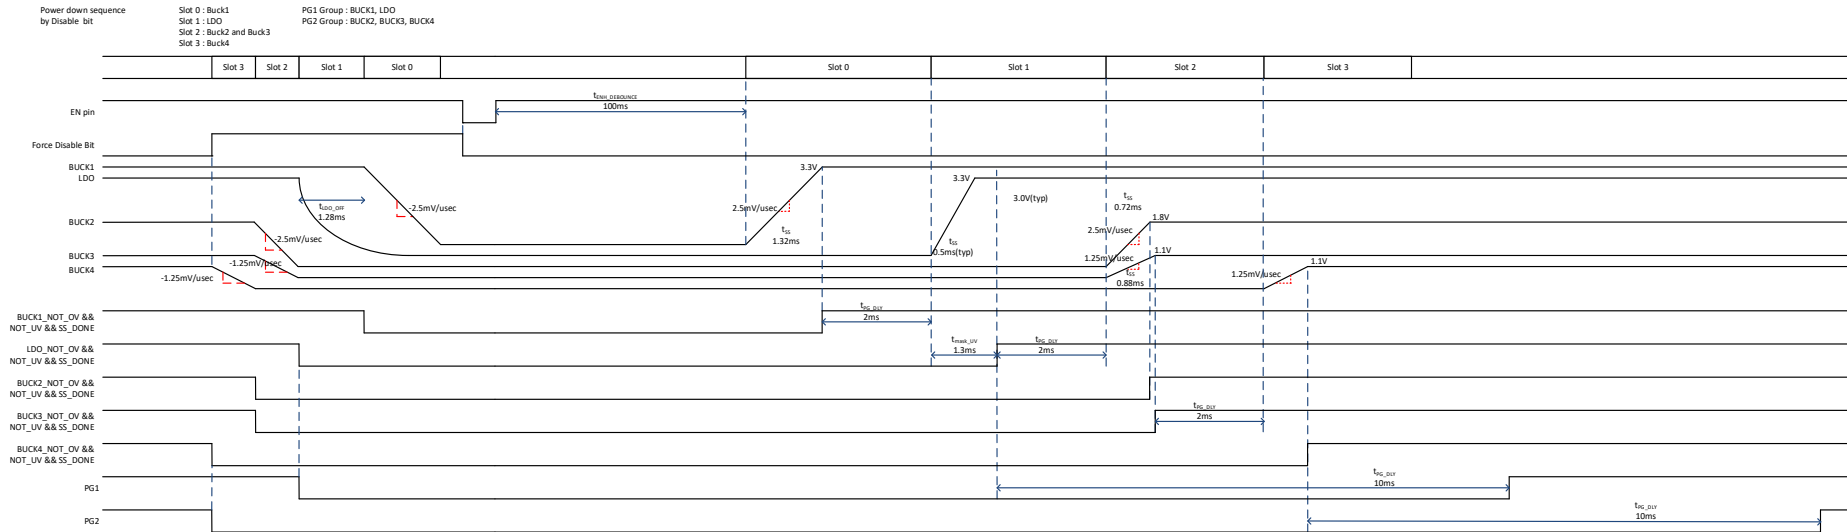 Power down sequence
by Disable bit
Slot 0 : Buck1
Slot 1 : LDO
Slot 2 : Buck2 and Buck3
Slot 3 : Buck4
PG1 Group : BUCK1, LDO
PG2 Group : BUCK2, BUCK3, BUCK4
Slot 3
Slot 2
Slot 1
Slot 0
Slot 0
Slot 1
Slot 2
Slot 3
EN pin
tENH_DEBOUNCE
100ms
Force Disable Bit
BUCK1
LDO
3.3V
3.3V
tLDO_OFF
1.28ms
-2.5mV/usec
2.5mV/usec
tSS
1.32ms
3.0V(typ)
tSS
0.72ms
BUCK2
1.8V
-2.5mV/usec
2.5mV/usec
tSS
0.5ms(typ)
BUCK3
1.1V
-1.25mV/usec
1.25mV/usec
BUCK4
1.1V
-1.25mV/usec
tSS
0.88ms
1.25mV/usec
BUCK1_NOT_OV &&
NOT_UV && SS_DONE
tPG_DLY
2ms
LDO_NOT_OV &&
NOT_UV && SS_DONE
tmask_UV
1.3ms
tPG_DLY
2ms
BUCK2_NOT_OV &&
NOT_UV && SS_DONE
BUCK3_NOT_OV &&
NOT_UV && SS_DONE
tPG_DLY
2ms
BUCK4_NOT_OV &&
NOT_UV && SS_DONE
PG1
tPG_DLY
10ms
PG2
tPG_DLY
10ms